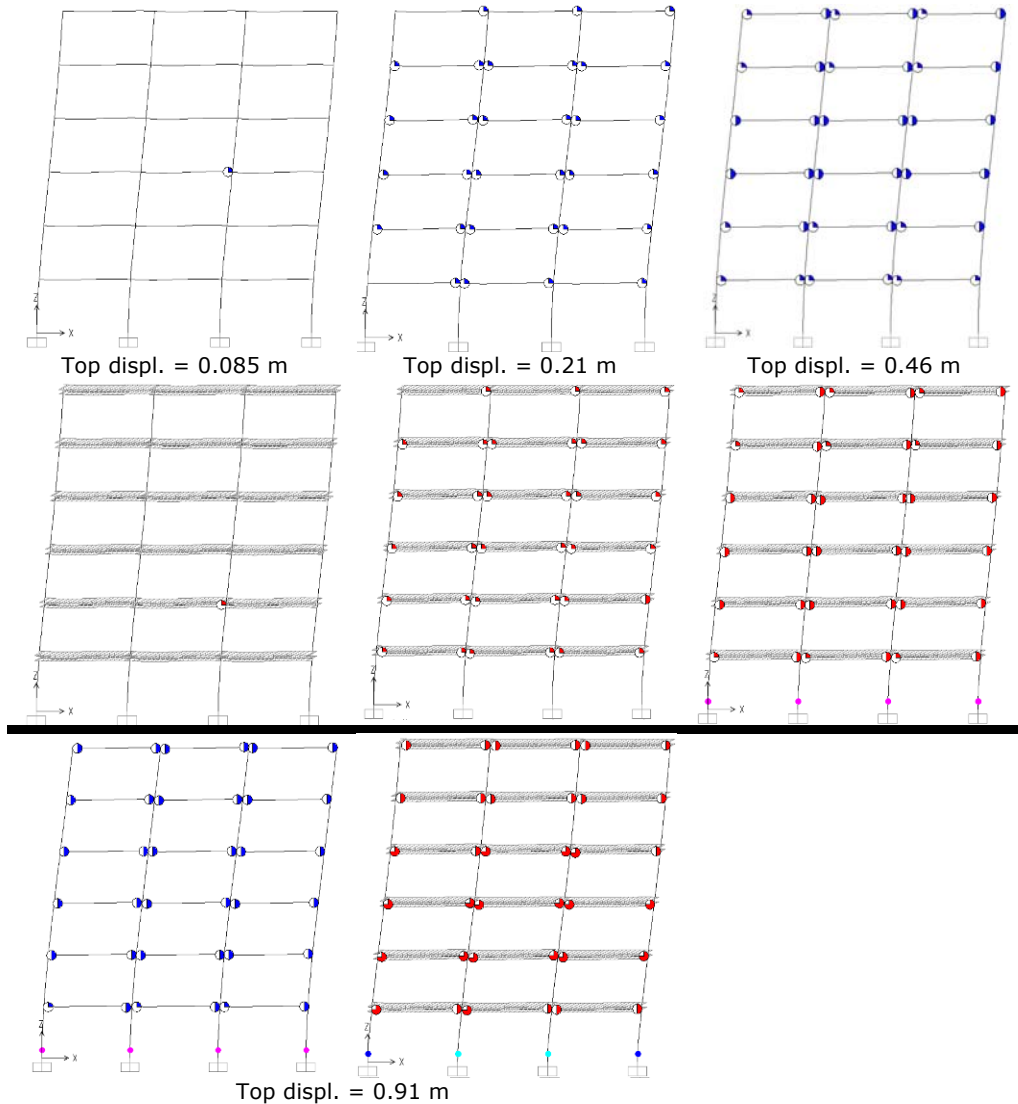 Z
X
Z
X
Z
X
Top displ. = 0.085 m
Top displ. = 0.21 m
Top displ. = 0.46 m
Z
X
Z
X
Z
X
Z
X
Z
X
Top displ. = 0.91 m